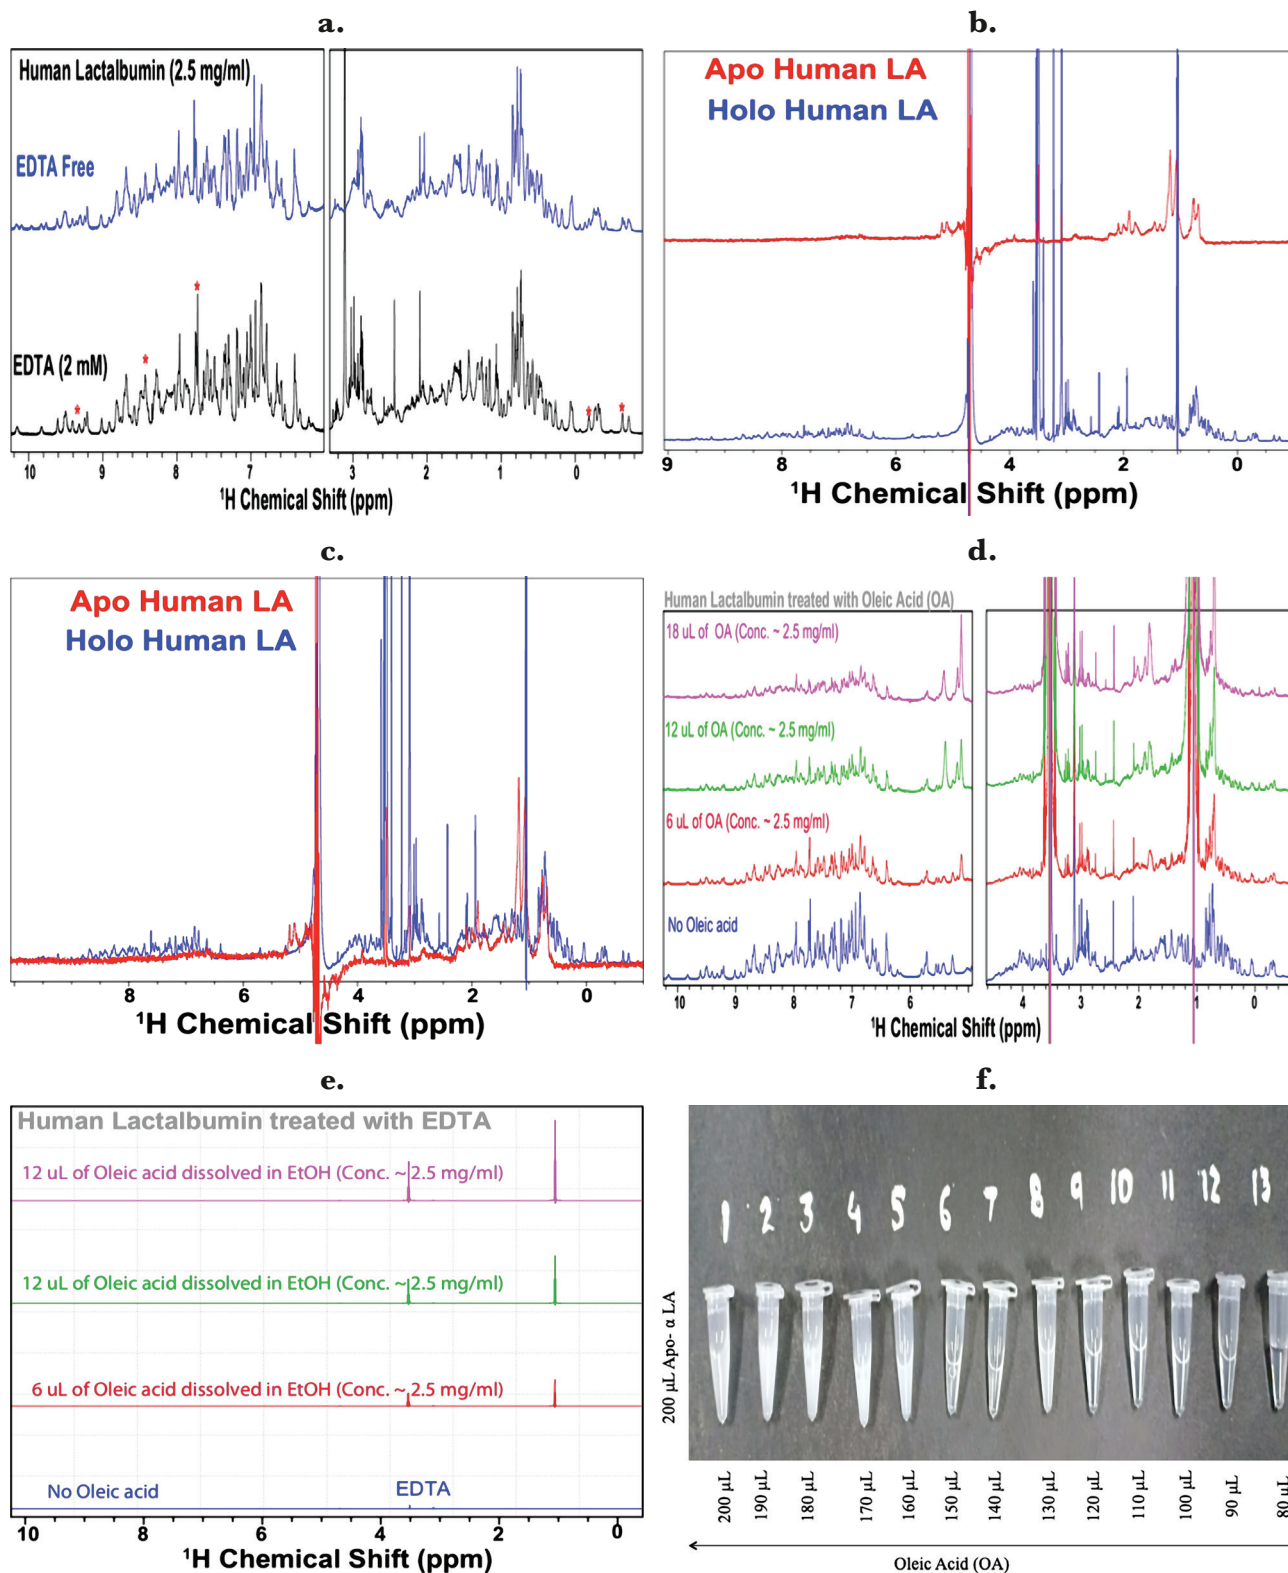 a.
Human Lactalbumin (2.5 mg/ml)
EDTA Free
EDTA (2 mM)
* * * * *
10 9 8 7 3 2 1 0
¹H Chemical Shift (ppm)
b.
Apo Human LA
Holo Human LA
9 8 6 4 2 0
¹H Chemical Shift (ppm)
c.
Apo Human LA
Holo Human LA
8 6 4 2 0
¹H Chemical Shift (ppm)
d.
Human Lactalbumin treated with Oleic Acid (OA)
18 uL of OA (Conc. ~ 2.5 mg/ml)
12 uL of OA (Conc. ~ 2.5 mg/ml)
6 uL of OA (Conc. ~ 2.5 mg/ml)
No Oleic acid
10 9 8 7 6 4 3 2 1 0
¹H Chemical Shift (ppm)
e.
Human Lactalbumin treated with EDTA
12 uL of Oleic acid dissolved in EtOH (Conc. ~ 2.5 mg/ml)
12 uL of Oleic acid dissolved in EtOH (Conc. ~ 2.5 mg/ml)
6 uL of Oleic acid dissolved in EtOH (Conc. ~ 2.5 mg/ml)
No Oleic acid EDTA
10 8 6 4 2 0
¹H Chemical Shift (ppm)
f.
1 2 3 4 5 6 7 8 9 10 11 12 13
200 µL Apo- α LA
200 µL
190 µL
180 µL
170 µL
160 µL
150 µL
140 µL
130 µL
120 µL
110 µL
100 µL
90 µL
80 µL
Oleic Acid (OA)